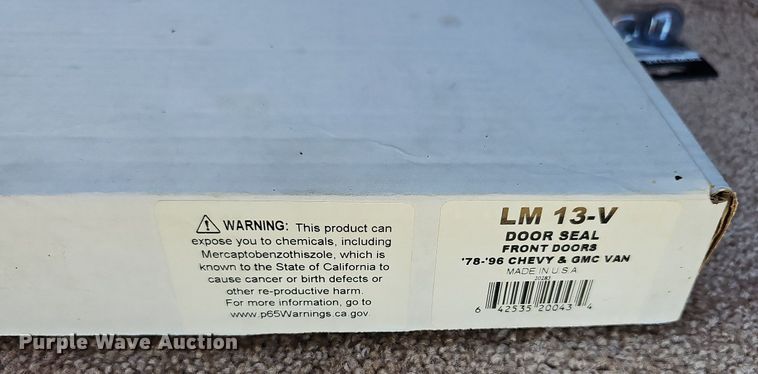 WARNING: This product can
expose you to chemicals, including
Mercaptobenzothiszole, which is
known to the State of California to
cause cancer or birth defects or
other re-productive harm.
For more information, go to
www.p65Warnings.ca.gov
LM 13-V
DOOR SEAL
FRONT DOORS
'78-'96 CHEVY & GMC VAN
MADE IN U.S.A.
20283
6 42535 20043 4
Purple Wave Auction